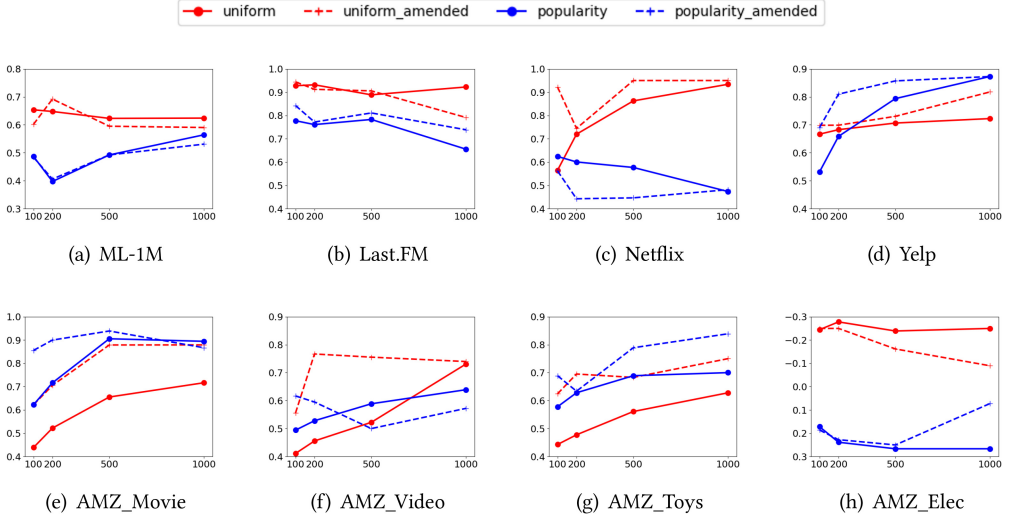 uniform uniform_amended popularity popularity_amended
0.8 0.7 0.6 0.5 0.4 0.3
100 200 500 1000
(a) ML-1M
1.0 0.9 0.8 0.7 0.6 0.5 0.4
100 200 500 1000
(b) Last.FM
1.0 0.9 0.8 0.7 0.6 0.5 0.4
100 200 500 1000
(c) Netflix
0.9 0.8 0.7 0.6 0.5 0.4
100 200 500 1000
(d) Yelp
1.0 0.9 0.8 0.7 0.6 0.5 0.4
100 200 500 1000
(e) AMZ_Movie
0.9 0.8 0.7 0.6 0.5 0.4
100 200 500 1000
(f) AMZ_Video
0.9 0.8 0.7 0.6 0.5 0.4
100 200 500 1000
(g) AMZ_Toys
−0.3 −0.2 −0.1 0.0 0.1 0.2 0.3
100 200 500 1000
(h) AMZ_Elec